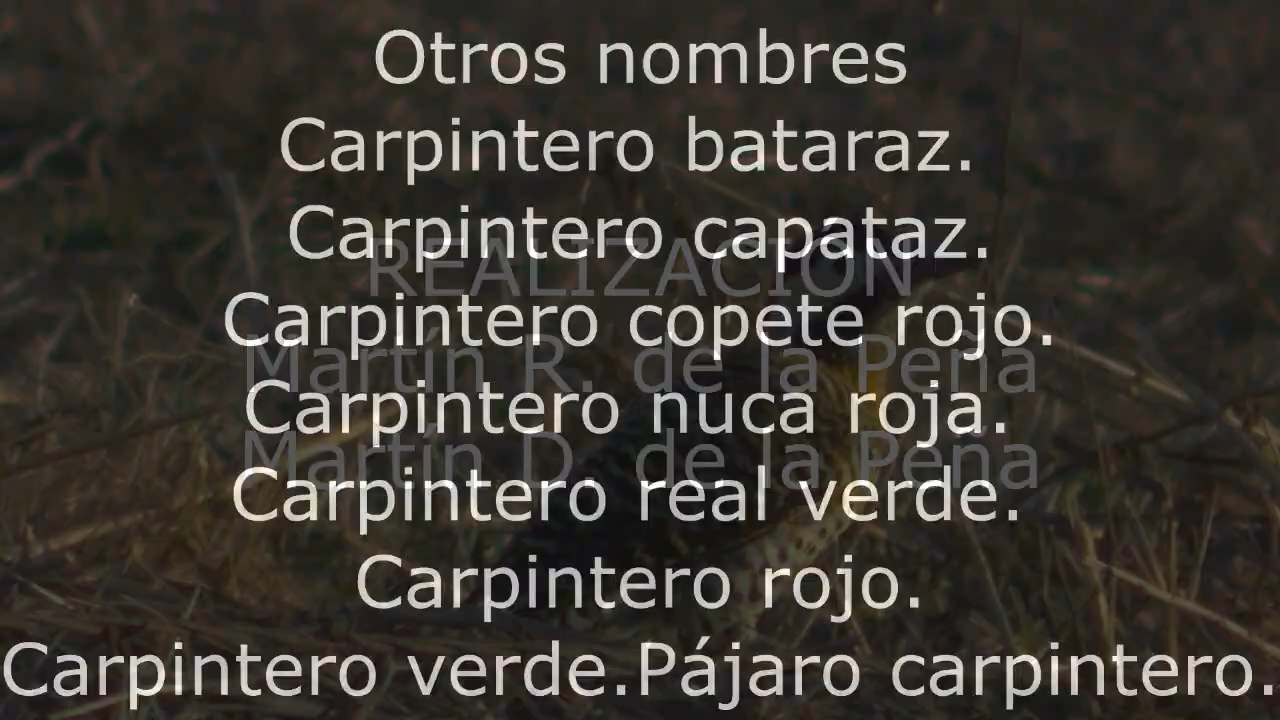 Otros nombres
Carpintero bataraz.
Carpintero capataz.
REALIZACIÓN
Carpintero copete rojo.
Martín R. de la Peña
Carpintero nuca roja.
Martín D. de la Peña
Carpintero real verde.
Carpintero rojo.
Carpintero verde.Pájaro carpintero.